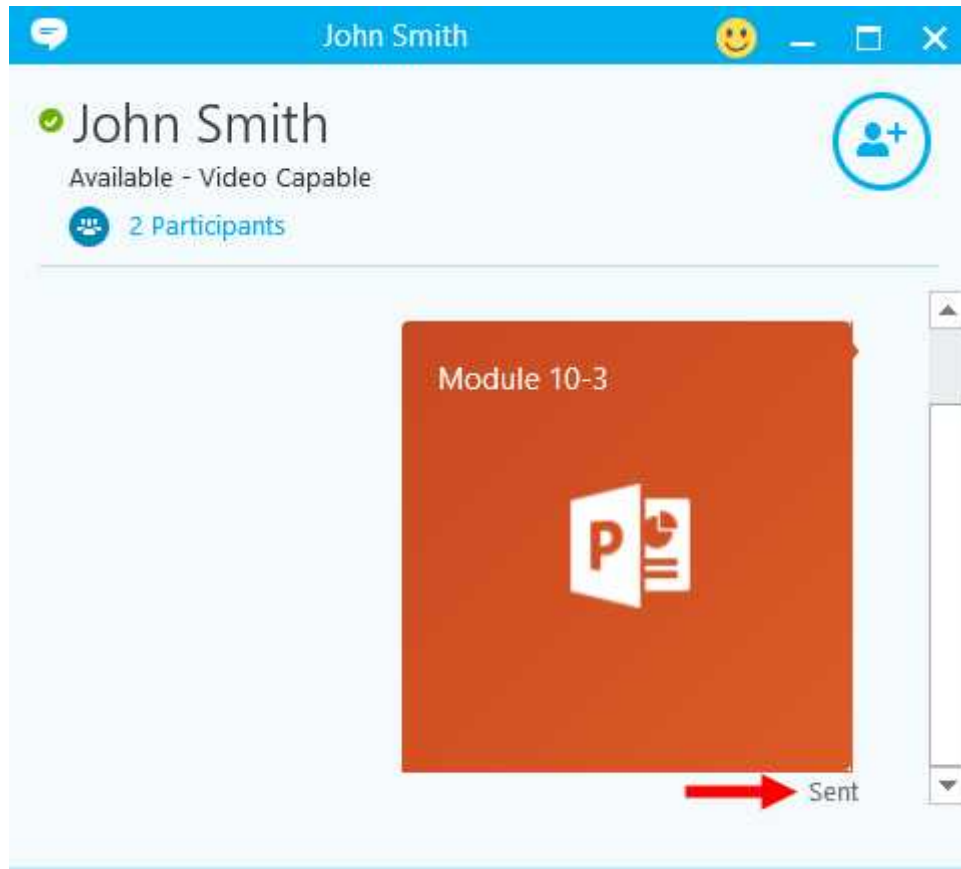 John Smith
John Smith
Available - Video Capable
2 Participants
Module 10-3
P
Sent